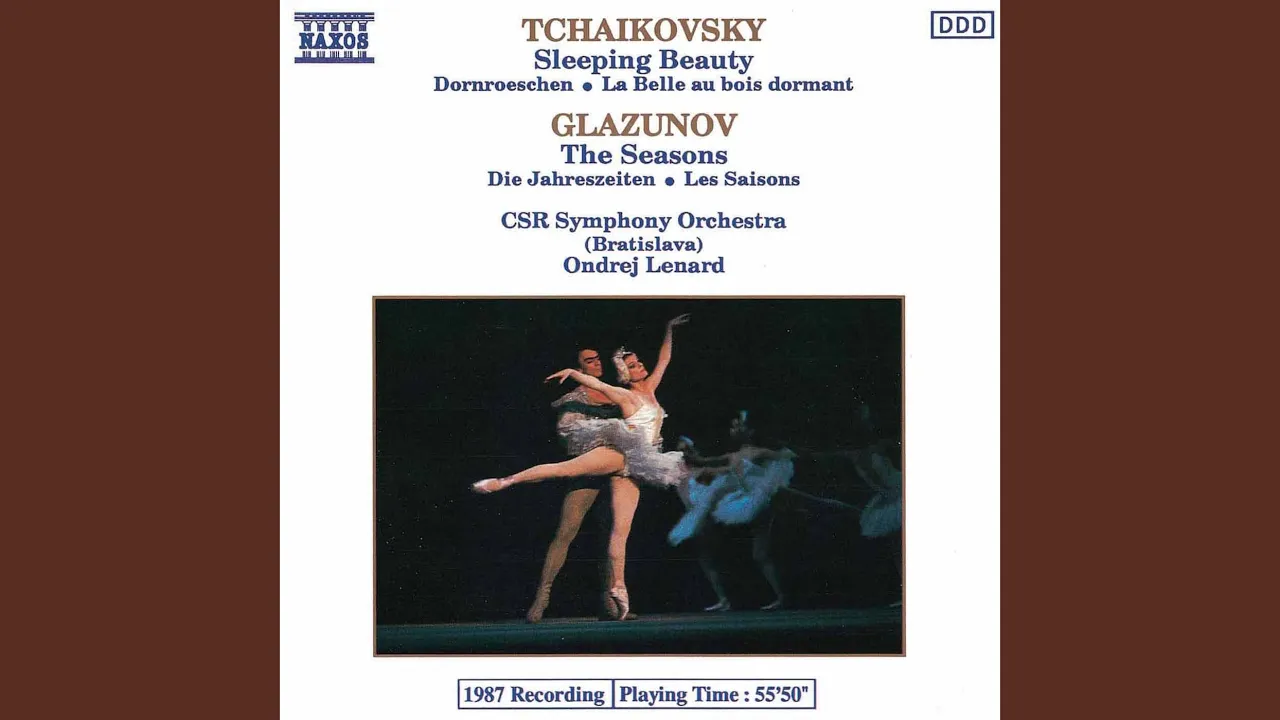 NAXOS
DDD
TCHAIKOVSKY
Sleeping Beauty
Dornroeschen • La Belle au bois dormant
GLAZUNOV
The Seasons
Die Jahreszeiten • Les Saisons
CSR Symphony Orchestra
(Bratislava)
Ondrej Lenard
1987 Recording
Playing Time : 55'50"